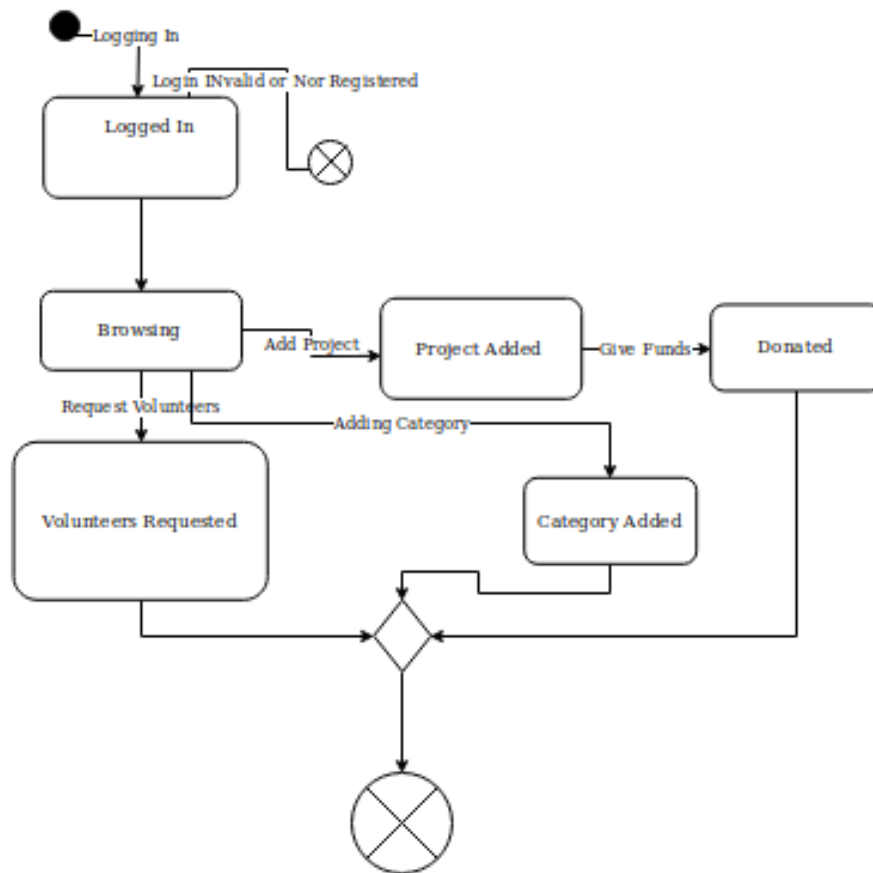 Logging In
Login INvalid or Nor Registered
Logged In
Browsing
Add Project
Project Added
Give Funds
Donated
Request Volunteers
Adding Category
Volunteers Requested
Category Added